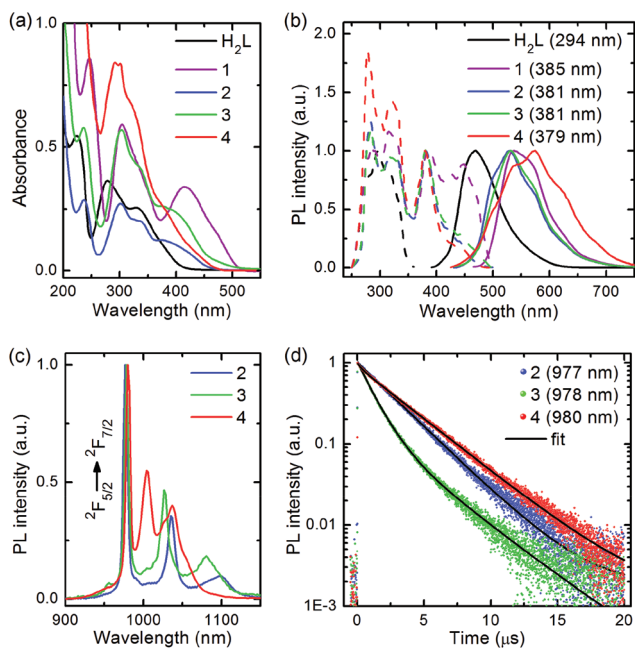 (a)
1.0
0.5
0.0
Absorbance
H₂L
1
2
3
4
200 300 400 500
Wavelength (nm)
(b)
2.0
1.5
1.0
0.5
0.0
PL intensity (a.u.)
H₂L (294 nm)
1 (385 nm)
2 (381 nm)
3 (381 nm)
4 (379 nm)
300 400 500 600 700
Wavelength (nm)
(c)
1.0
0.5
0.0
PL intensity (a.u.)
²F₅/₂ → ²F₇/₂
2
3
4
900 1000 1100
Wavelength (nm)
(d)
1
0.1
0.01
1E-3
PL intensity (a.u.)
2 (977 nm)
3 (978 nm)
4 (980 nm)
fit
0 5 10 15 20
Time (μs)